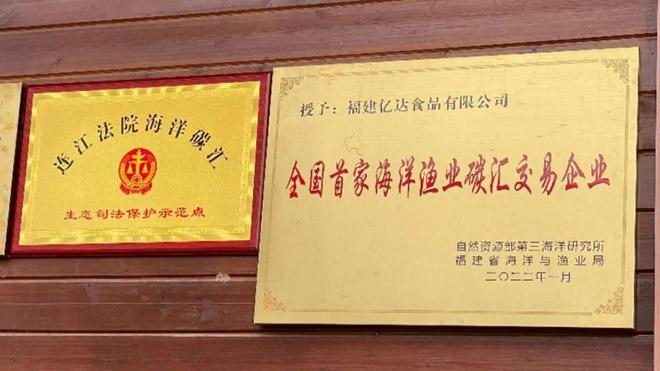 连江法院海洋碳汇
生态司法保护示范点
授予：福建亿达食品有限公司
全国首家海洋渔业碳汇交易企业
自然资源部第三海洋研究所
福建省海洋与渔业局
二〇二二年一月